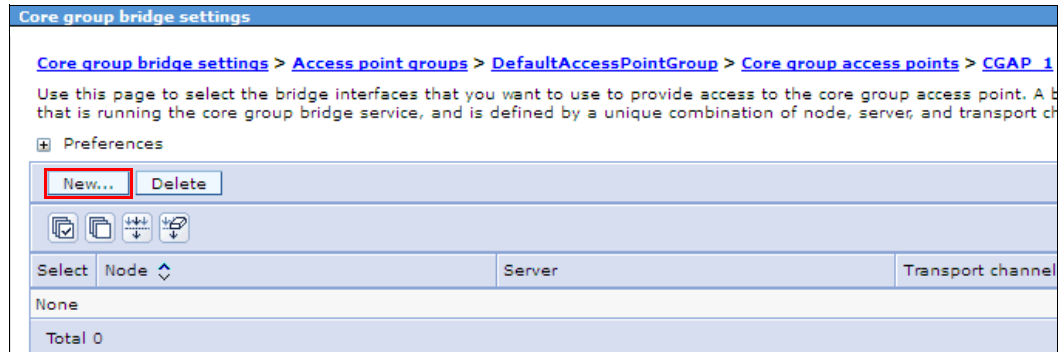 Core group bridge settings
Core group bridge settings > Access point groups > DefaultAccessPointGroup > Core group access points > CGAP_1
Use this page to select the bridge interfaces that you want to use to provide access to the core group access point. A
that is running the core group bridge service, and is defined by a unique combination of node, server, and transport
Preferences
New... Delete
Select Node Server Transport channel
None
Total 0